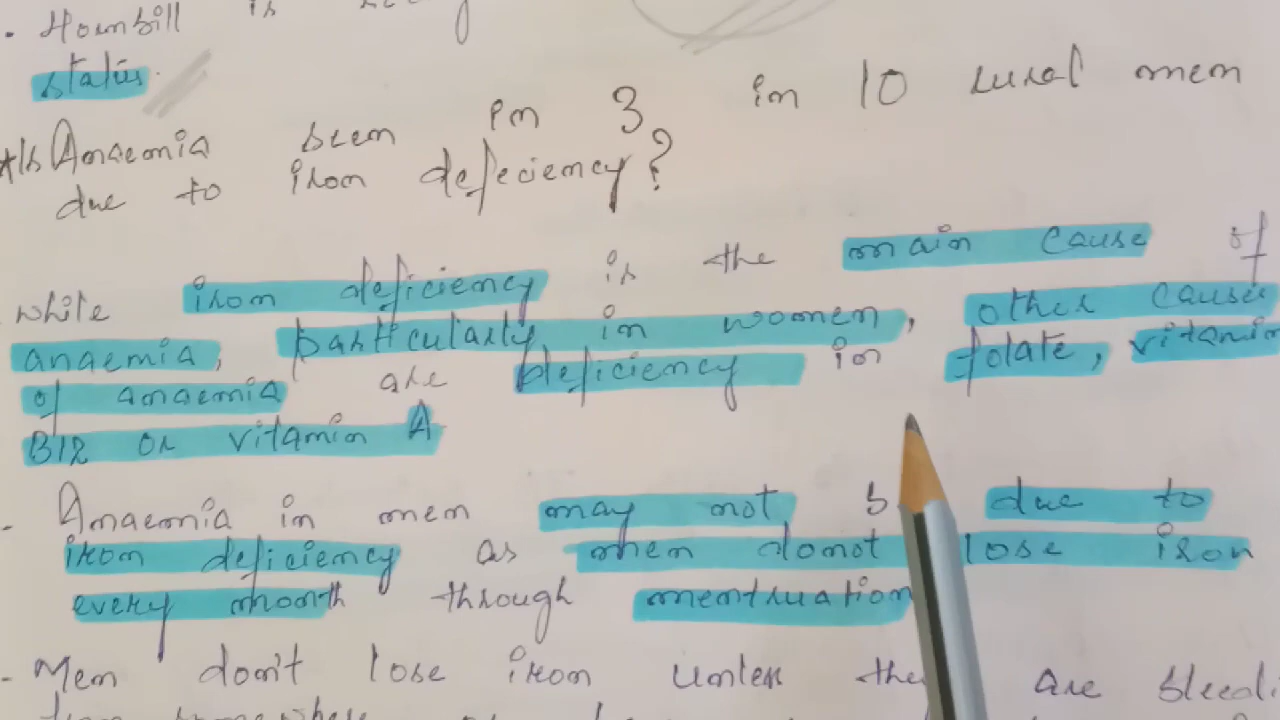 . Hornbill is
status.
*Is Anaemia seen in 3 in 10 rural men
due to iron defeciency?
while iron deficiency is the main cause of
anaemia, particularly in women, other causes
of anaemia are deficiency in folate, vitamin
B12 or vitamin A
- Anaemia in men may not b due to
iron deficiency as men donot lose iron
every month through mentruation
- Men don't lose iron unless they are bleedi